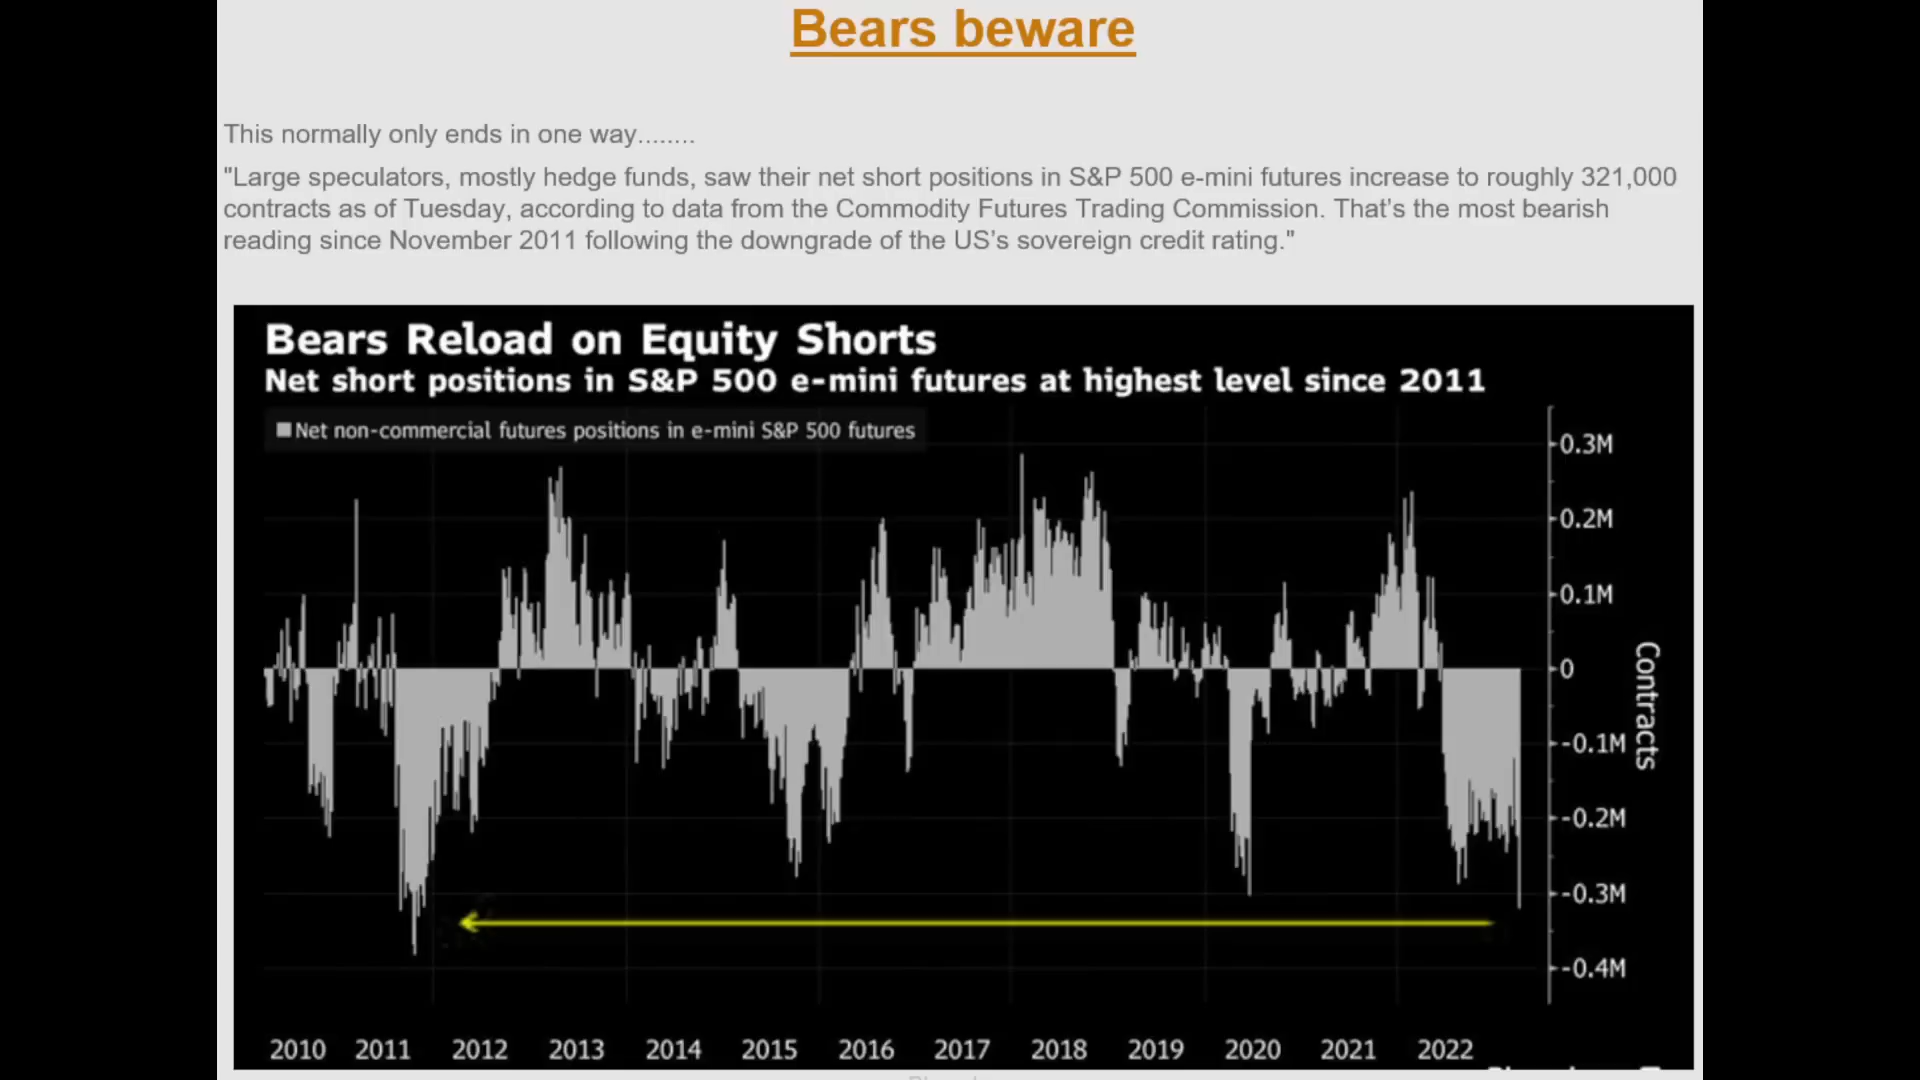 Bears beware
This normally only ends in one way........
"Large speculators, mostly hedge funds, saw their net short positions in S&P 500 e-mini futures increase to roughly 321,000
contracts as of Tuesday, according to data from the Commodity Futures Trading Commission. That's the most bearish
reading since November 2011 following the downgrade of the US's sovereign credit rating."
Bears Reload on Equity Shorts
Net short positions in S&P 500 e-mini futures at highest level since 2011
Net non-commercial futures positions in e-mini S&P 500 futures
0.3M
0.2M
0.1M
0
-0.1M
-0.2M
-0.3M
-0.4M
Contracts
2010 2011 2012 2013 2014 2015 2016 2017 2018 2019 2020 2021 2022